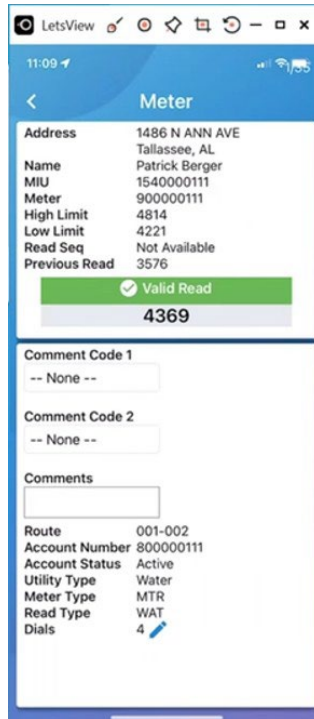 LetsView
11:09
1/55
Meter
Address 1486 N ANN AVE
Tallassee, AL
Name Patrick Berger
MIU 1540000111
Meter 900000111
High Limit 4814
Low Limit 4221
Read Seq Not Available
Previous Read 3576
Valid Read
4369
Comment Code 1
-- None --
Comment Code 2
-- None --
Comments
Route 001-002
Account Number 800000111
Account Status Active
Utility Type Water
Meter Type MTR
Read Type WAT
Dials 4